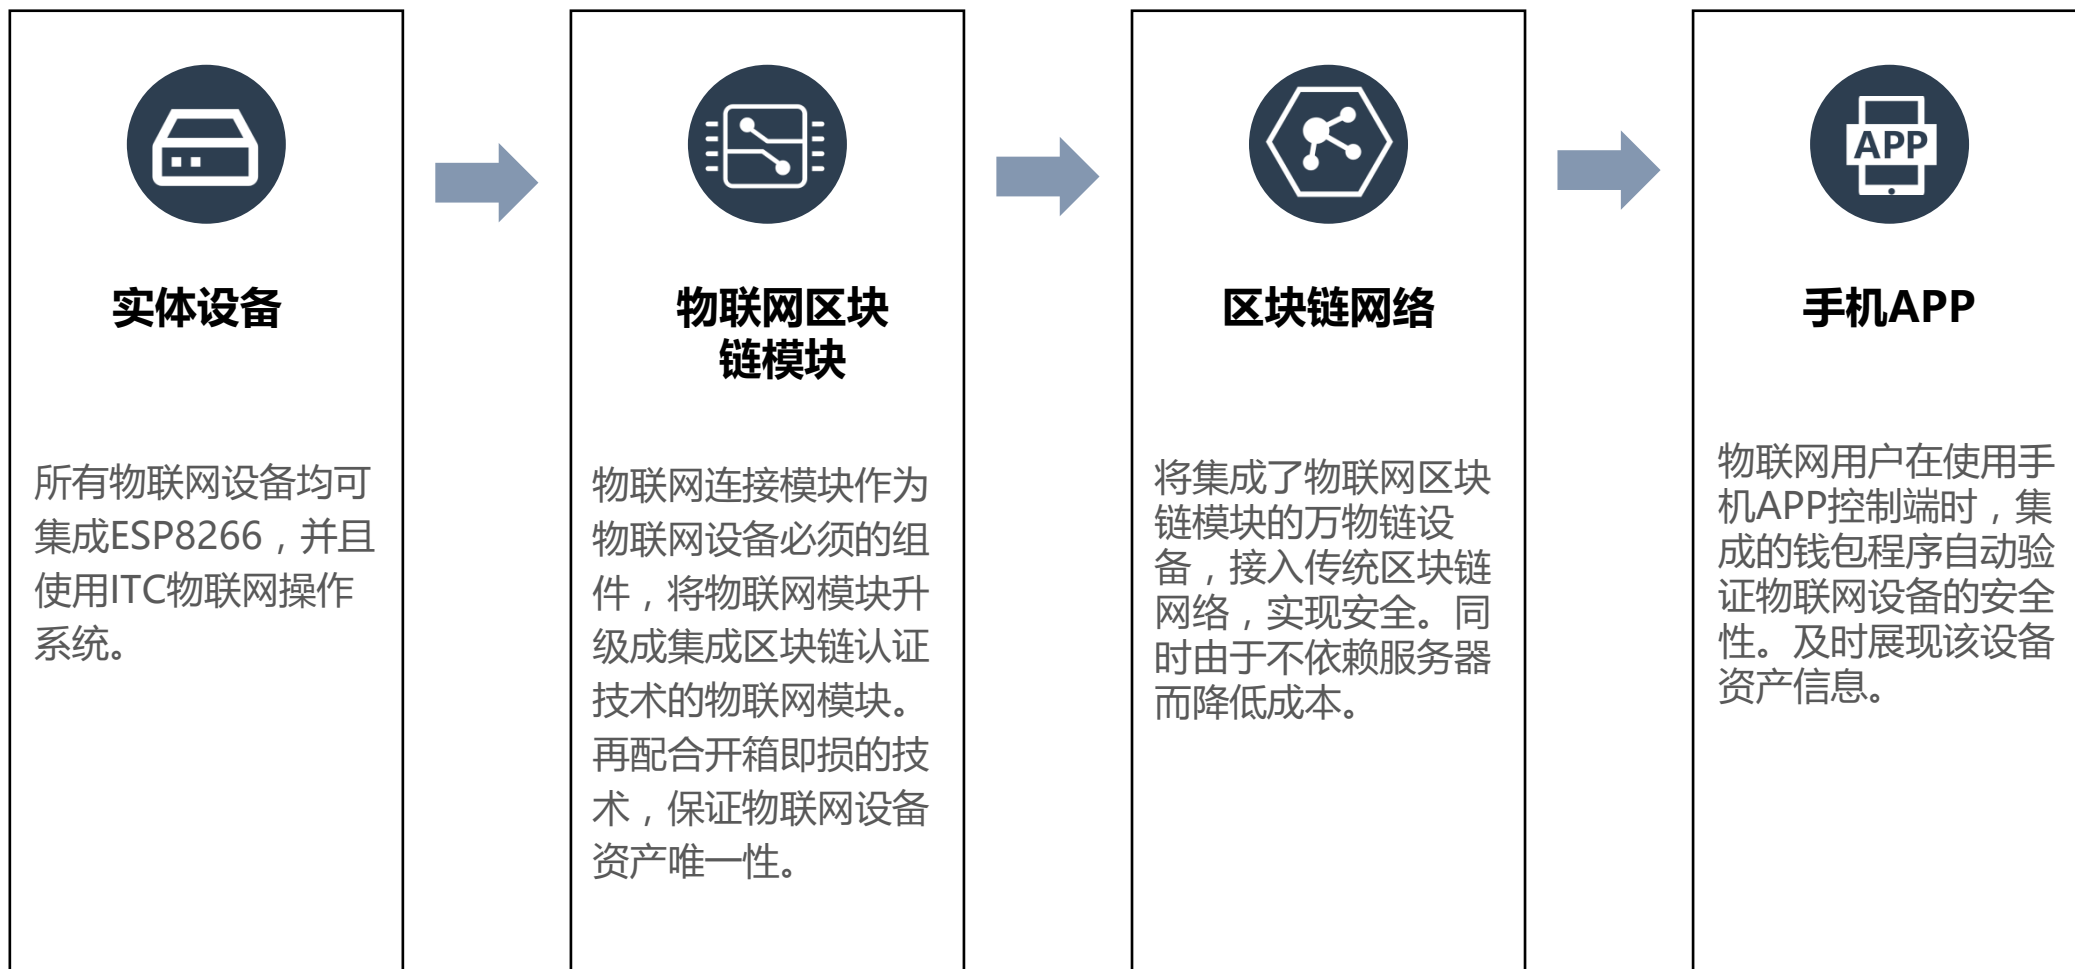 实体设备
所有物联网设备均可
集成ESP8266，并且
使用ITC物联网操作
系统。
物联网区块
链模块
物联网连接模块作为
物联网设备必须的组
件，将物联网模块升
级成集成区块链认证
技术的物联网模块。
再配合开箱即损的技
术，保证物联网设备
资产唯一性。
区块链网络
将集成了物联网区块
链模块的万物链设
备，接入传统区块链
网络，实现安全。同
时由于不依赖服务器
而降低成本。
APP
手机APP
物联网用户在使用手
机APP控制端时，集
成的钱包程序自动验
证物联网设备的安全
性。及时展现该设备
资产信息。